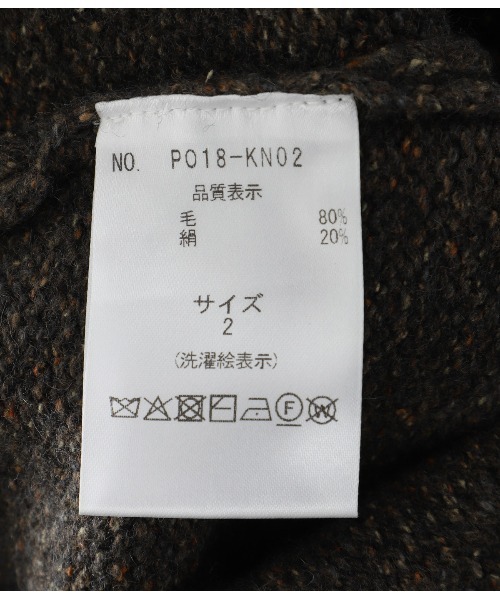 NO. P018-KN02
品質表示
毛 80%
絹 20%
サイズ
2
(洗濯絵表示)
F W